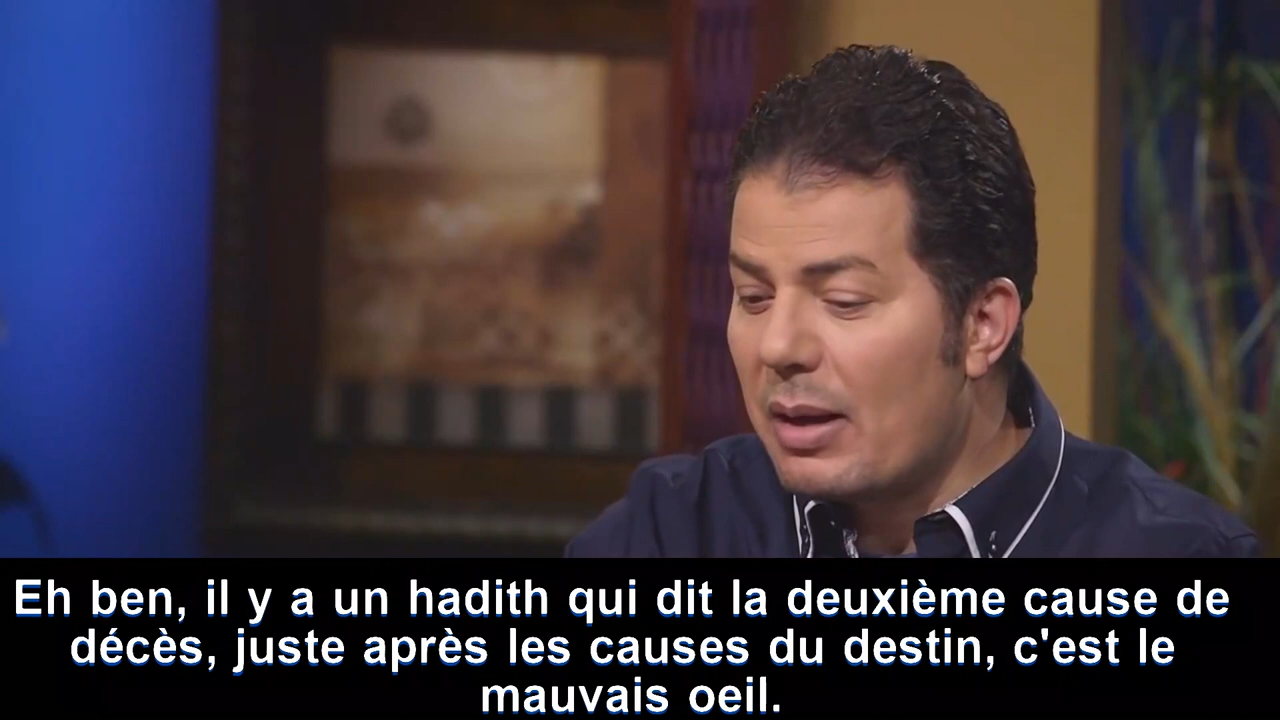 Eh ben, il y a un hadith qui dit la deuxième cause de
décès, juste après les causes du destin, c'est le
mauvais oeil.